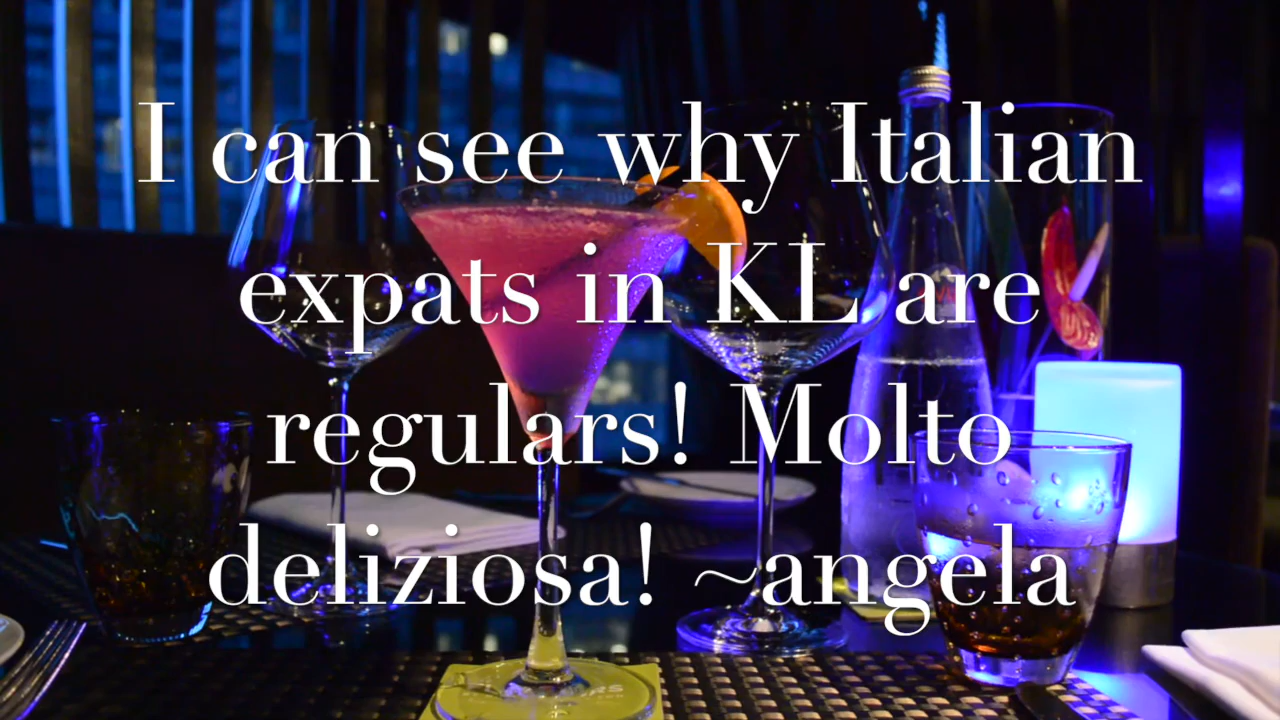 I can see why Italian
expats in KL are
regulars! Molto
deliziosa! ~angela